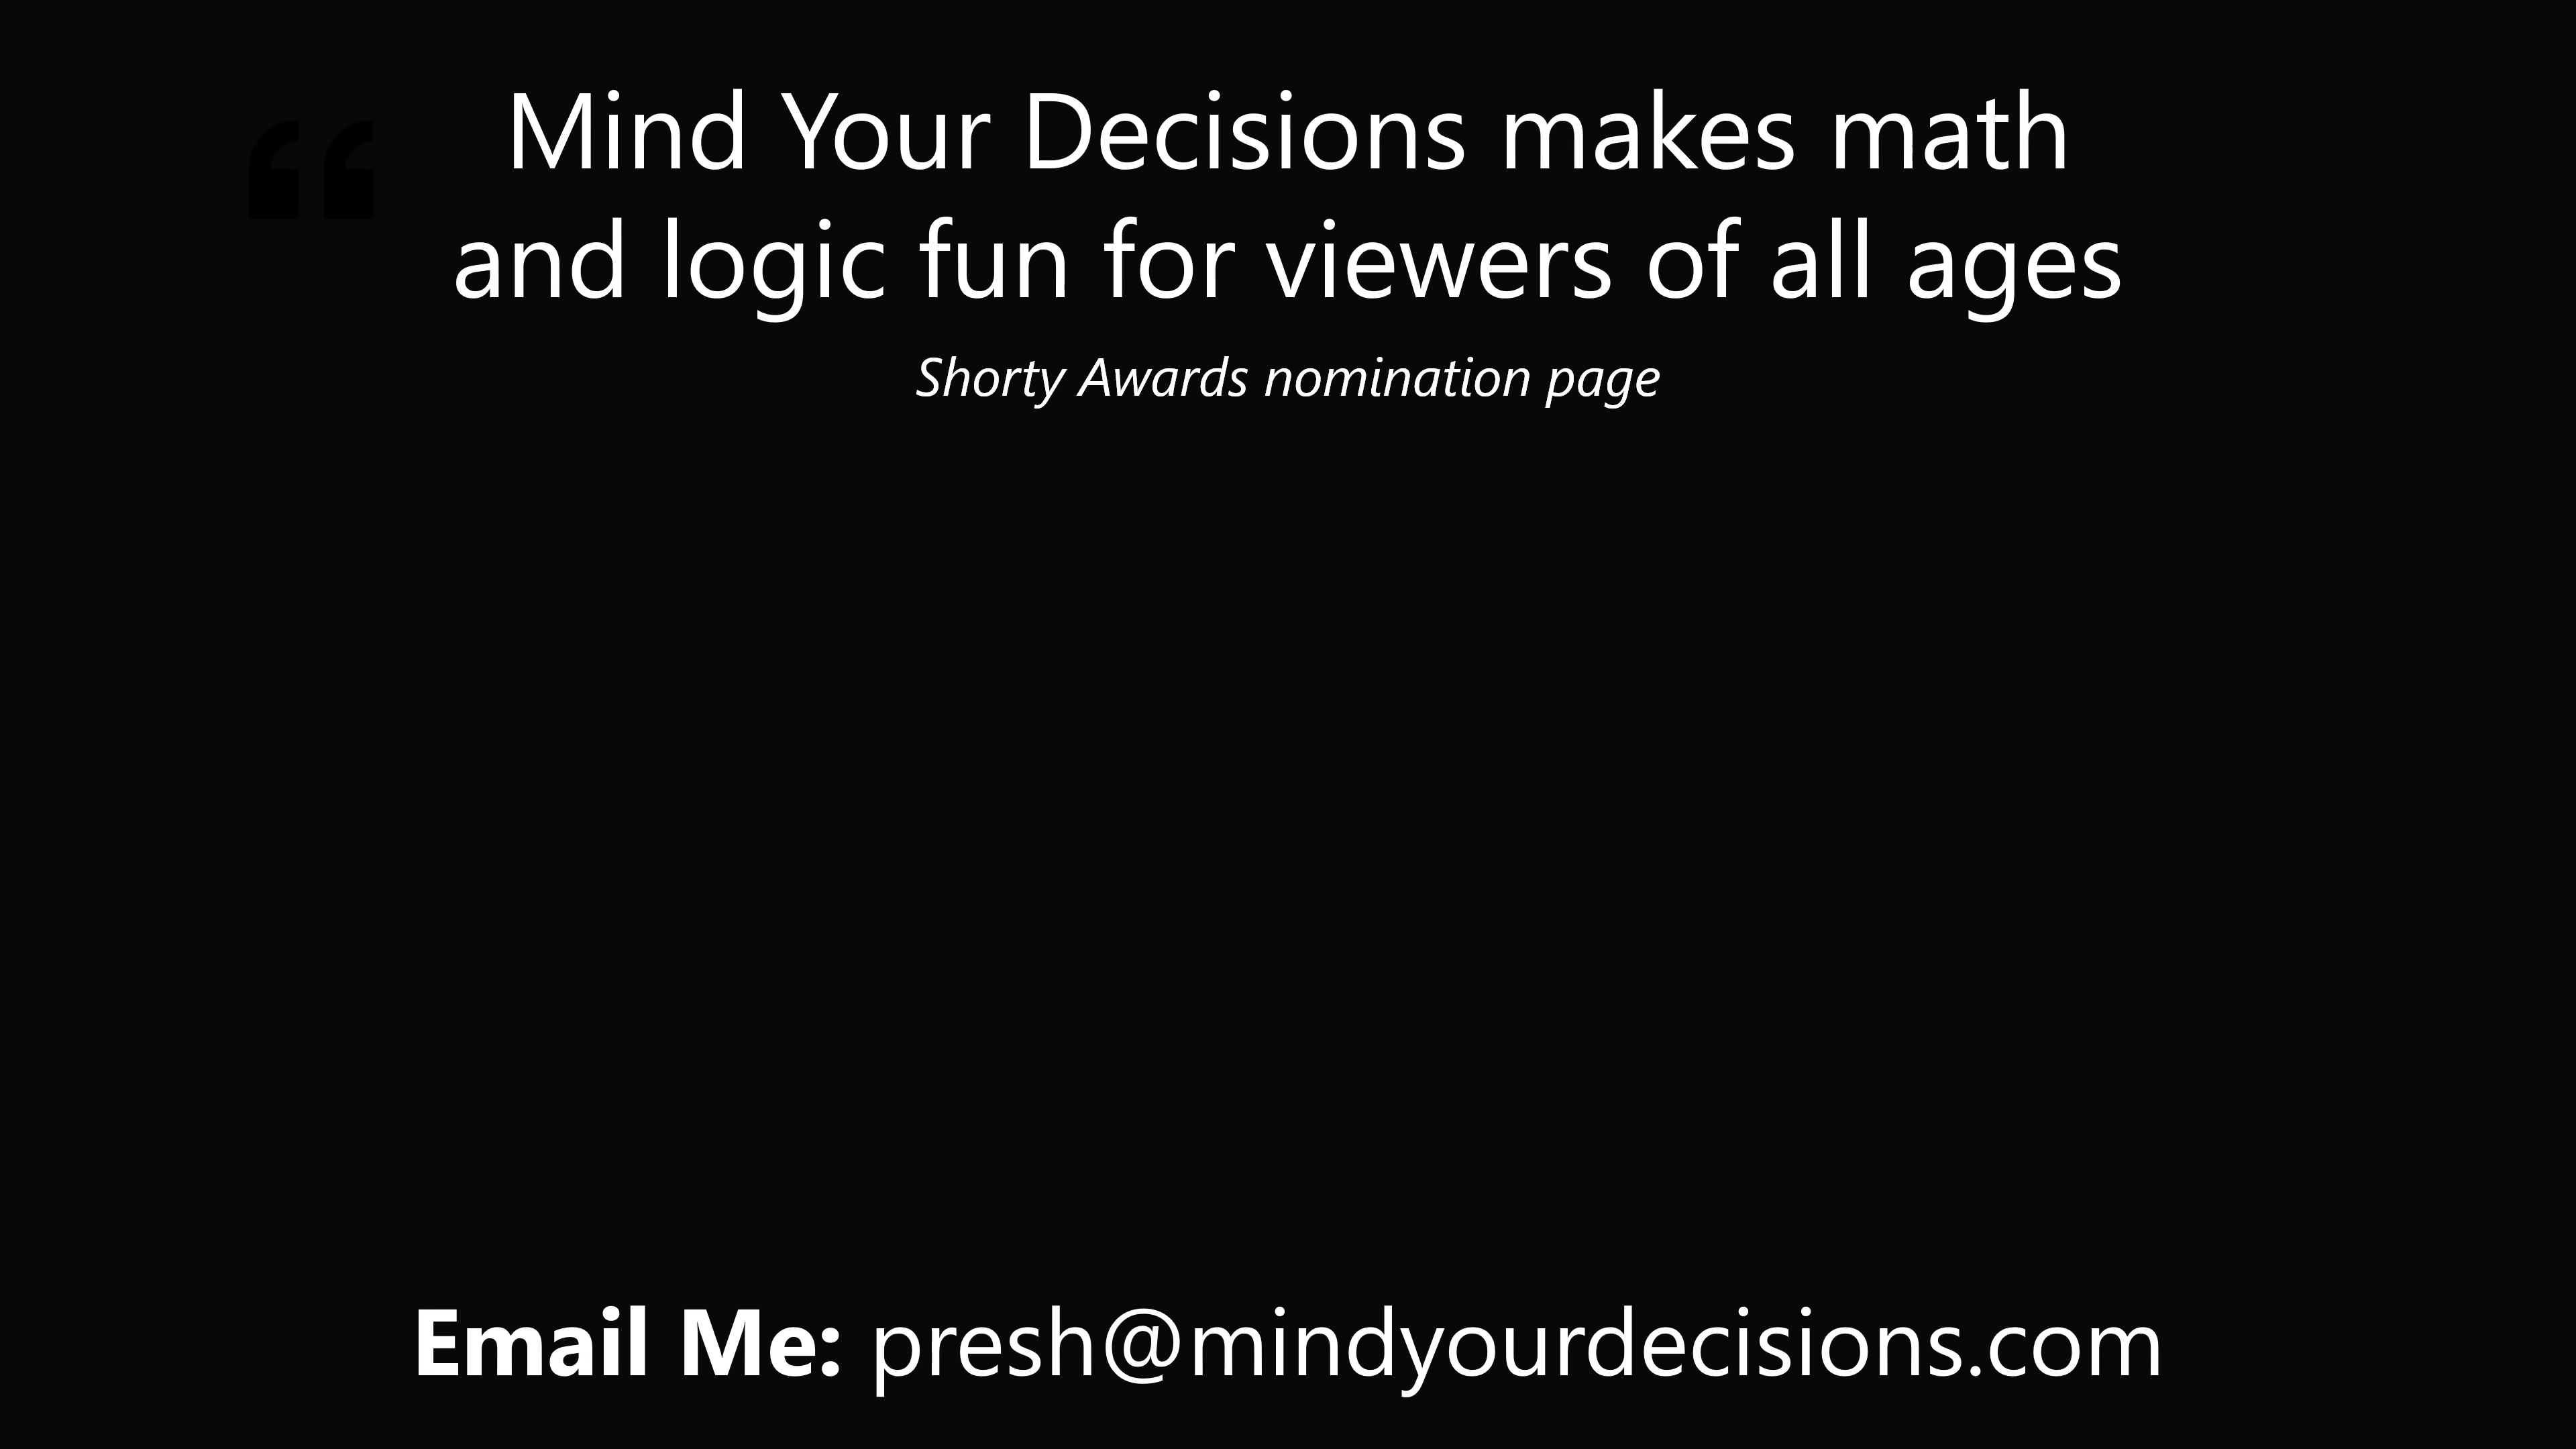 “ Mind Your Decisions makes math
and logic fun for viewers of all ages
Shorty Awards nomination page
Email Me: presh@mindyourdecisions.com